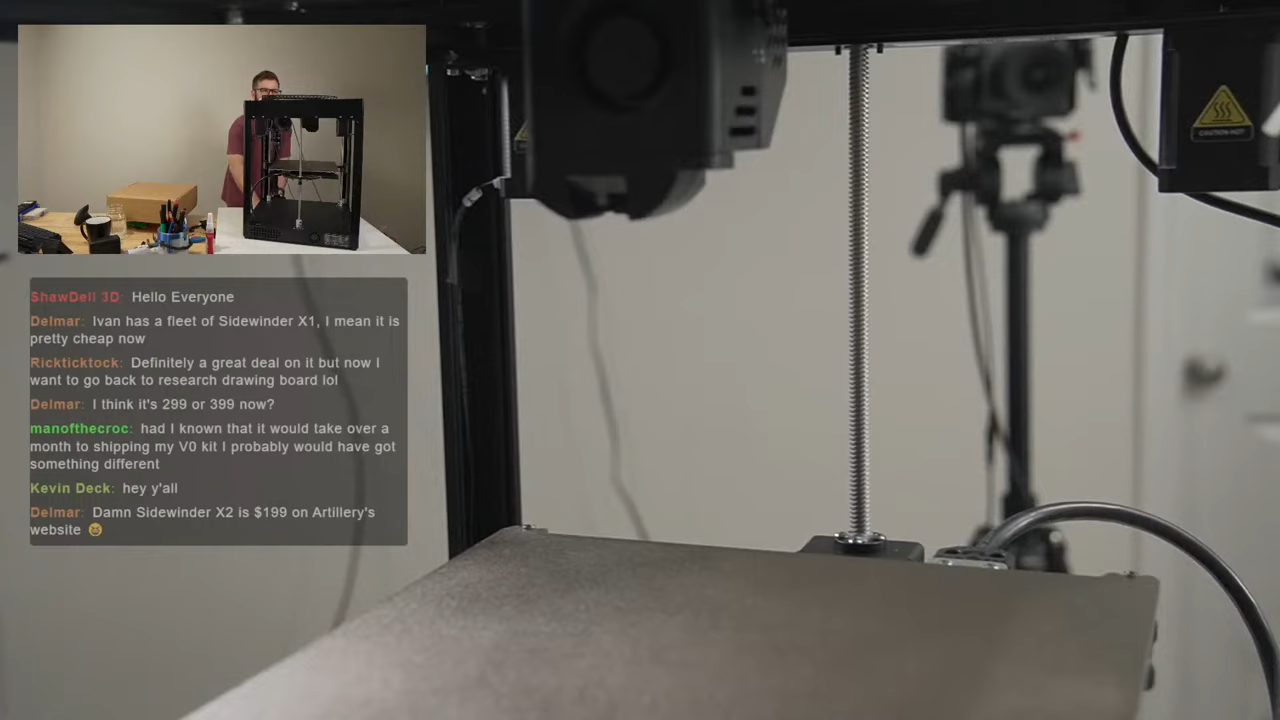 ShawDell 3D: Hello Everyone
Delmar: Ivan has a fleet of Sidewinder X1, I mean it is
pretty cheap now
Rickticktock: Definitely a great deal on it but now I
want to go back to research drawing board lol
Delmar: I think it's 299 or 399 now?
manofthecroc: had I known that it would take over a
month to shipping my V0 kit I probably would have got
something different
Kevin Deck: hey y'all
Delmar: Damn Sidewinder X2 is $199 on Artillery's
website 😆
CAUTION HOT